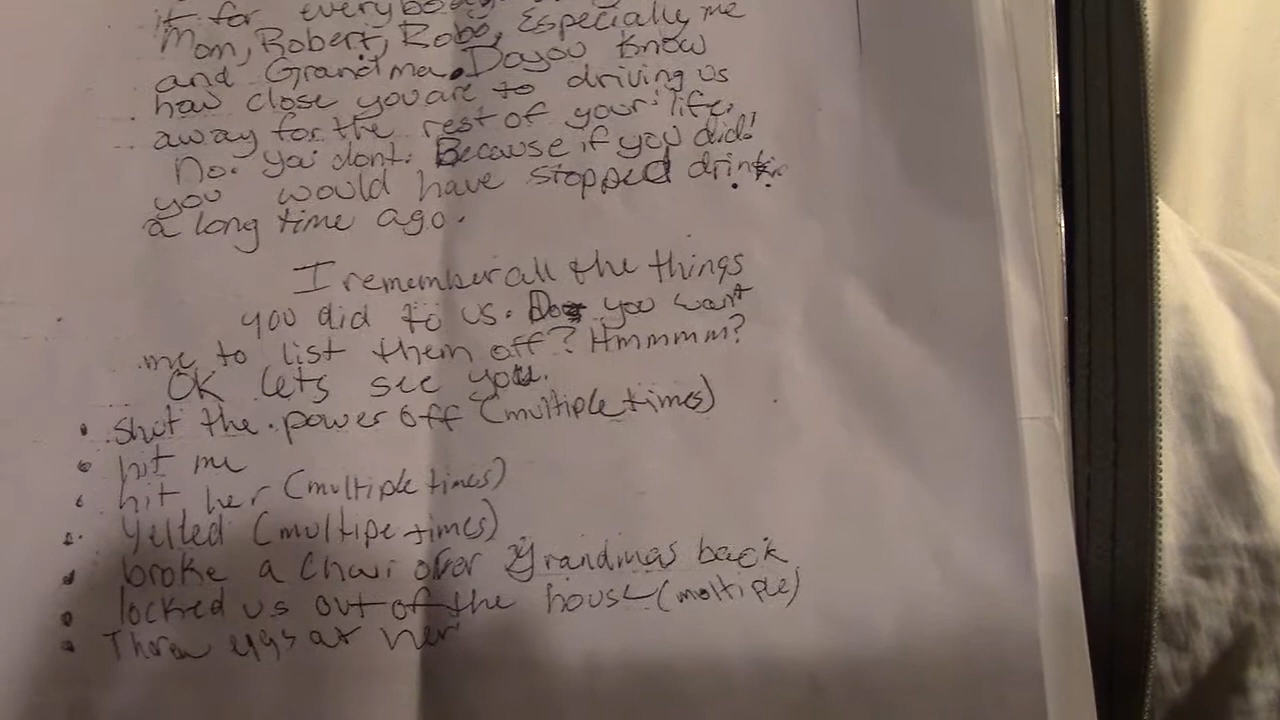 it for everybody
Mom, Robert, Robo, Especially me
and Grandma. Do you know
how close you are to driving us
away for the rest of your life.
No. you dont. Because if you did!
you would have stopped drink
a long time ago.
I remember all the things
you did to us. Do you want
me to list them off? Hmmmm?
OK lets see you.
• shut the power off (multiple times)
• hit me
• hit her (multiple times)
• Yelled (multipe times)
• broke a Chair over grandmas back
• locked us out of the house (multiple)
• Threw eggs at her